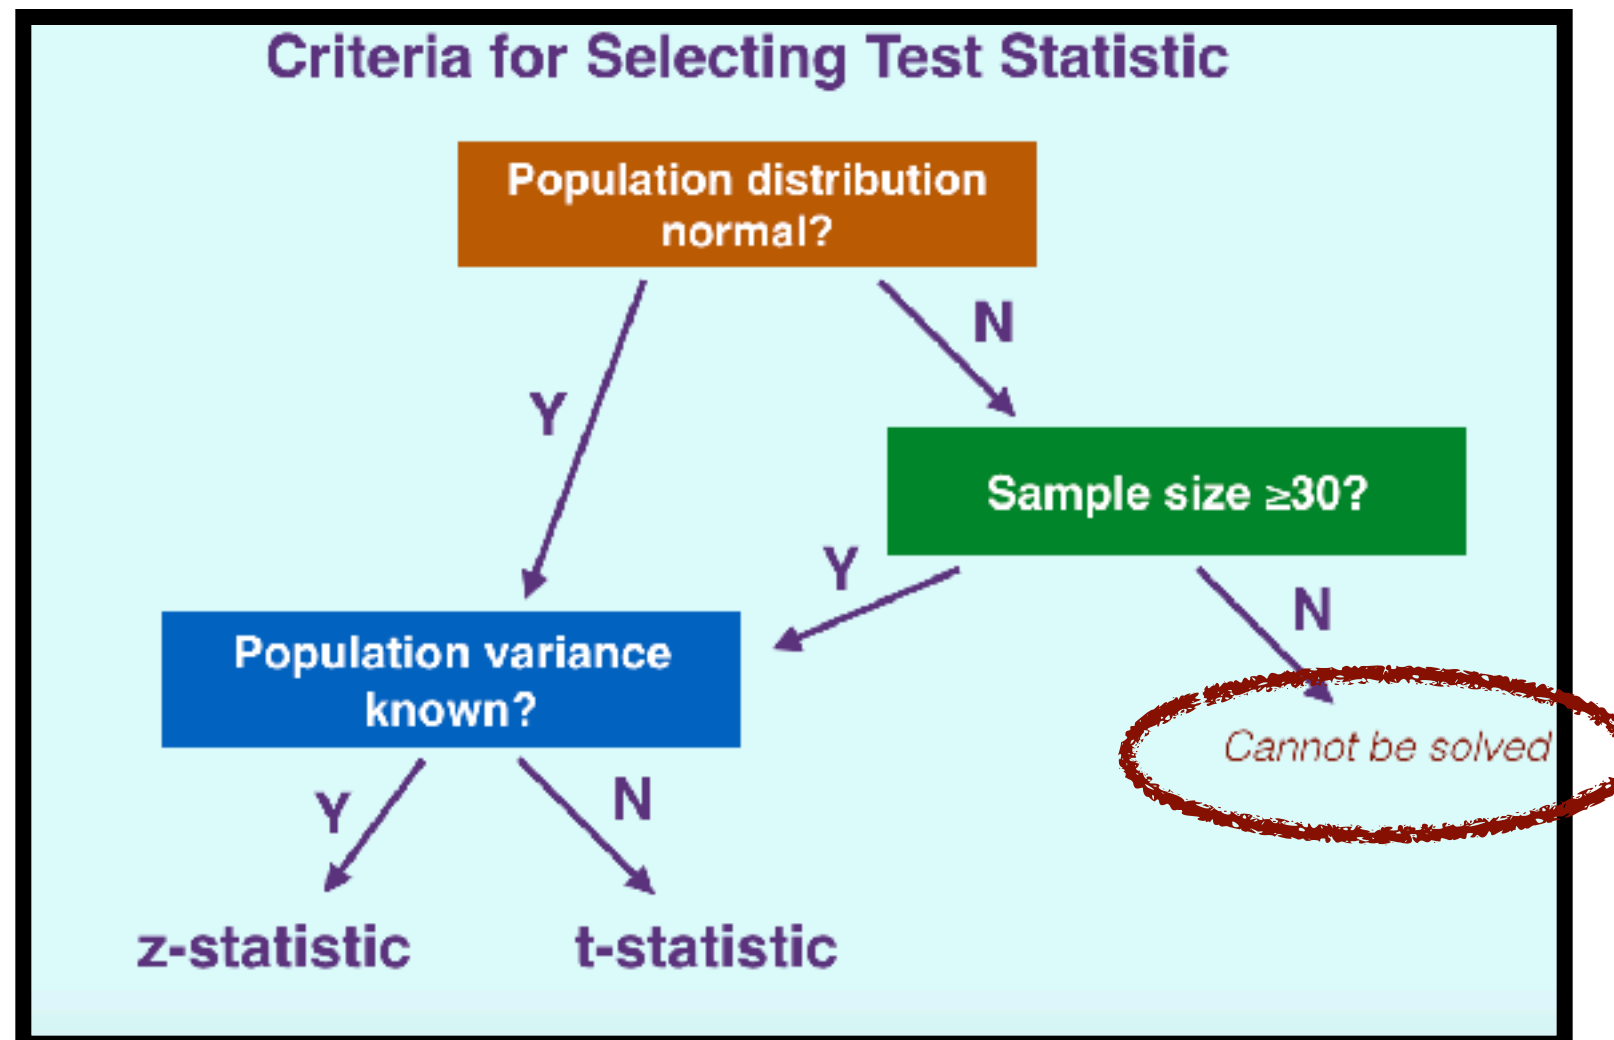 Criteria for Selecting Test Statistic
Population distribution
normal?
N
Y
Sample size ≥30?
Y
N
Population variance
known?
Cannot be solved
Y
N
z-statistic
t-statistic